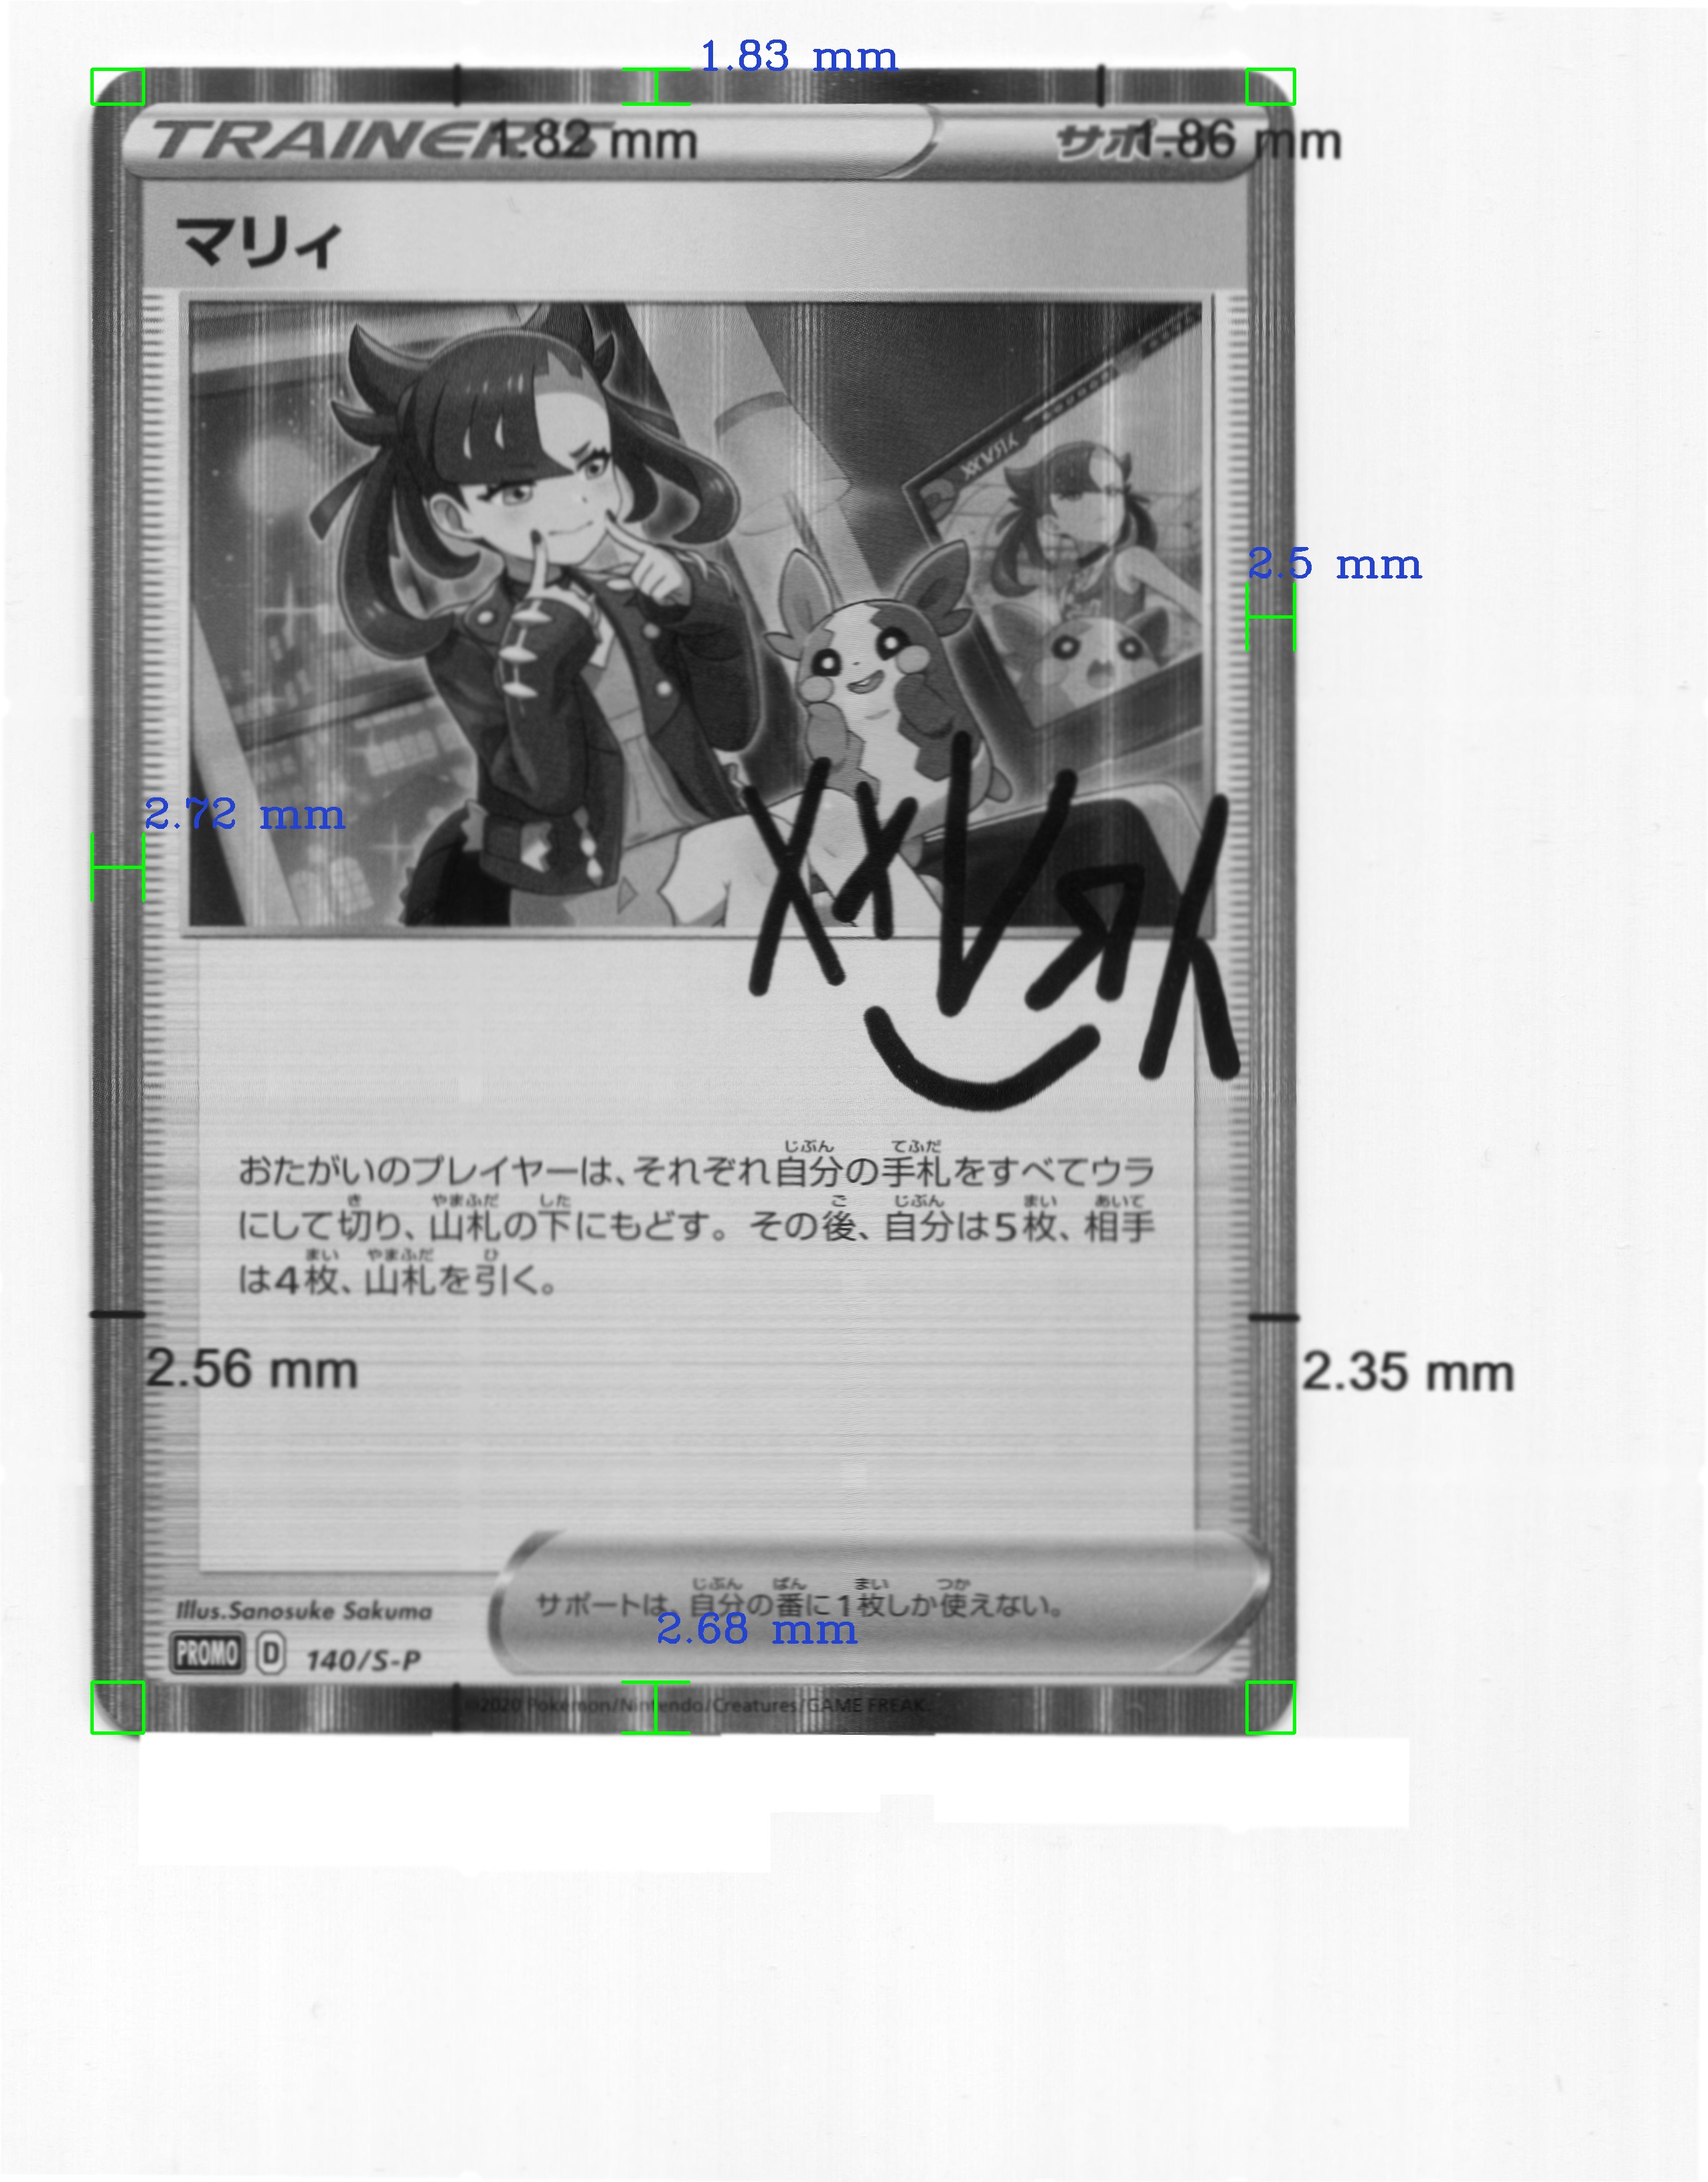 1.83 mm
TRAINERS
1.82 mm
サポート
1.86 mm
マリィ
2.5 mm
2.72 mm
おたがいのプレイヤーは、それぞれ自分の手札をすべてウラ
にして切り、山札の下にもどす。その後、自分は5枚、相手
は4枚、山札を引く。
2.56 mm
2.35 mm
サポートは、自分の番に1枚しか使えない。
Illus.Sanosuke Sakuma
2.68 mm
PROMO D 140/S-P
©2020 Pokémon/Nintendo/Creatures/GAME FREAK.